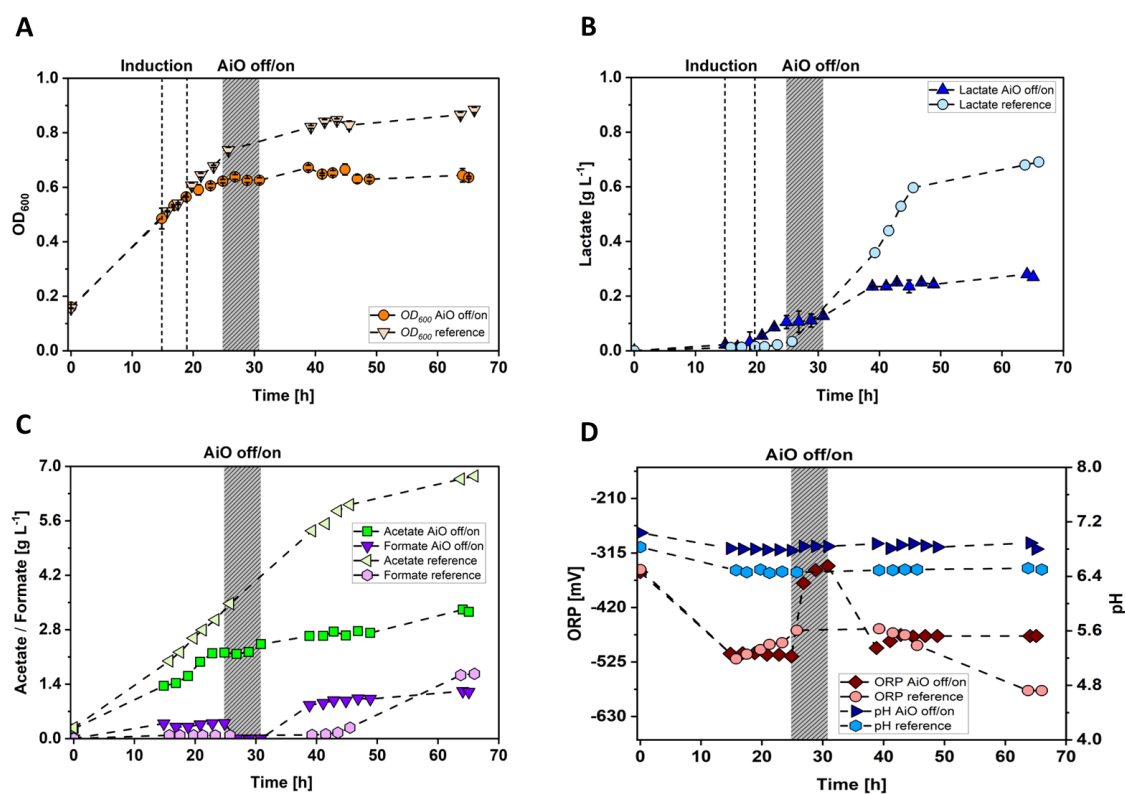 A
Induction AiO off/on
1.0
0.8
0.6
0.4
0.2
0.0
OD600
OD600 AiO off/on
OD600 reference
0 10 20 30 40 50 60 70
Time [h]
B
Induction AiO off/on
1.0
0.8
0.6
0.4
0.2
0.0
Lactate [g L-1]
Lactate AiO off/on
Lactate reference
0 10 20 30 40 50 60 70
Time [h]
C
AiO off/on
7.0
5.6
4.2
2.8
1.4
0.0
Acetate / Formate [g L-1]
Acetate AiO off/on
Formate AiO off/on
Acetate reference
Formate reference
0 10 20 30 40 50 60 70
Time [h]
D
AiO off/on
-210
-315
-420
-525
-630
ORP [mV]
8.0
7.2
6.4
5.6
4.8
4.0
pH
ORP AiO off/on
ORP reference
pH AiO off/on
pH reference
0 10 20 30 40 50 60 70
Time [h]